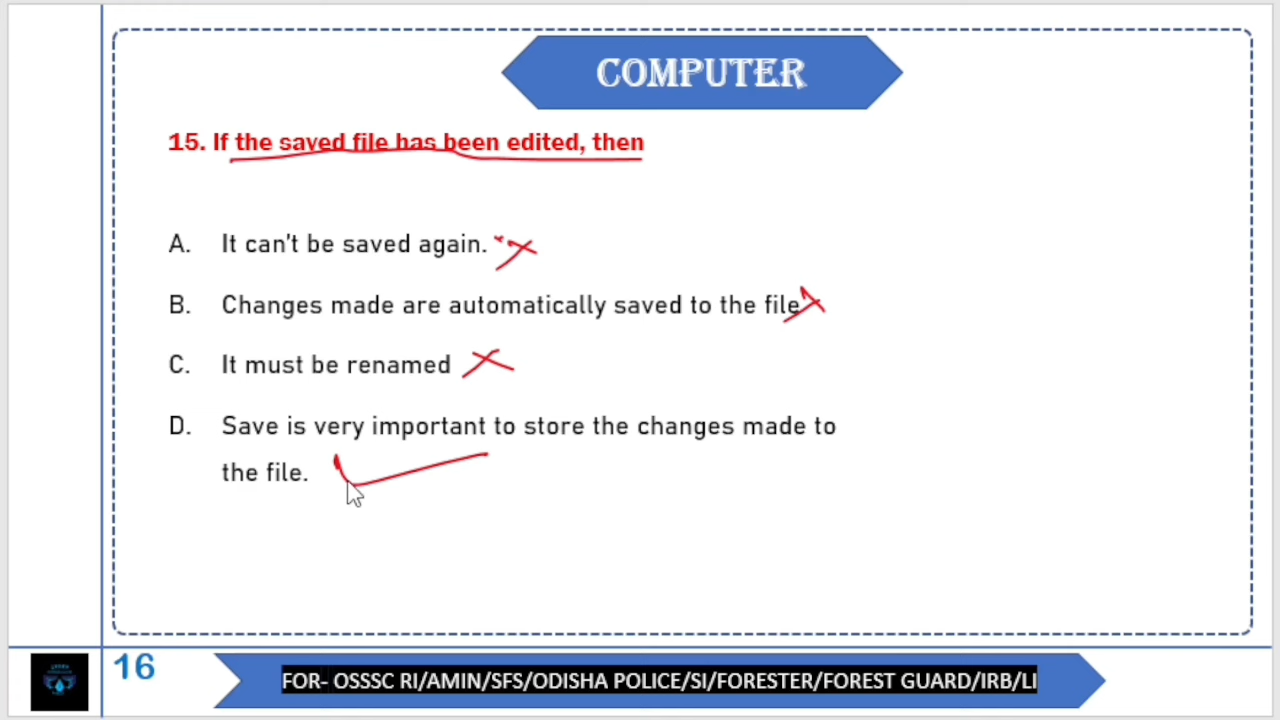 COMPUTER
15. If the saved file has been edited, then
A. It can't be saved again.
B. Changes made are automatically saved to the file
C. It must be renamed
D. Save is very important to store the changes made to
the file.
16
FOR- OSSSC RI/AMIN/SFS/ODISHA POLICE/SI/FORESTER/FOREST GUARD/IRB/LI